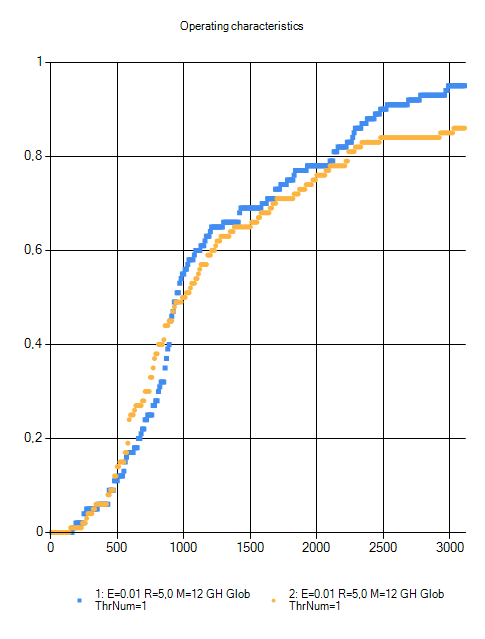 Operating characteristics
1
0,8
0,6
0,4
0,2
0
0 500 1000 1500 2000 2500 3000
1: E=0.01 R=5,0 M=12 GH Glob 2: E=0.01 R=5,0 M=12 GH Glob
ThrNum=1 ThrNum=1